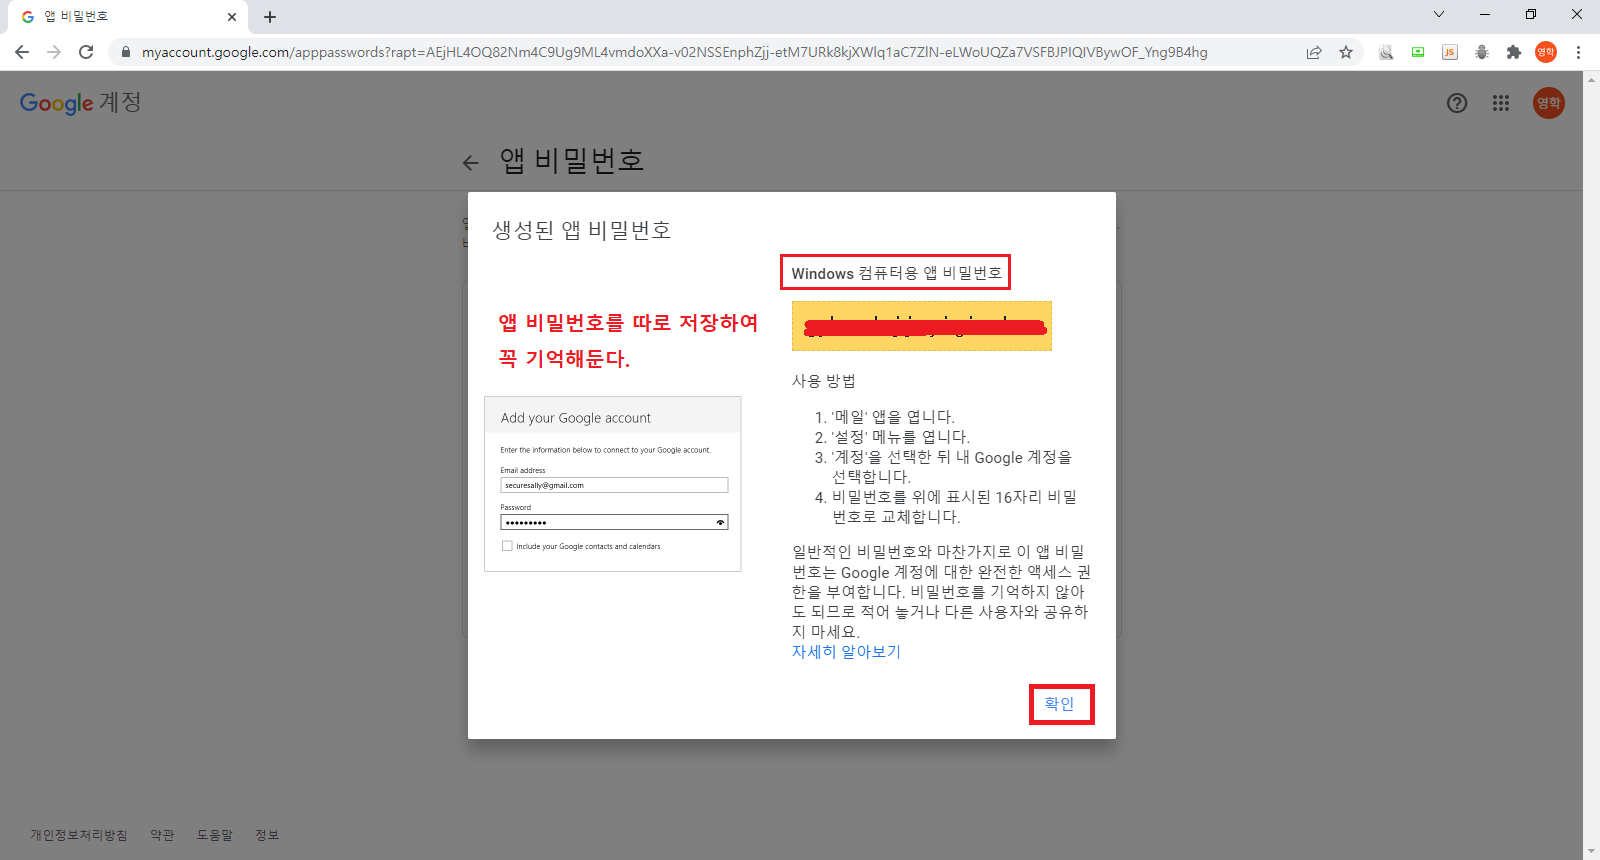 앱 비밀번호
myaccount.google.com/apppasswords?rapt=AEjHL4OQ82Nm4C9Ug9ML4vmdoXXa-v02NSSEnphZjj-etM7URk8kjXWlq1aC7ZlN-eLWoUQZa7VSFBJPIQIVBywOF_Yng9B4hg
JS
영학
Google 계정
영학
앱 비밀번호
생성된 앱 비밀번호
Windows 컴퓨터용 앱 비밀번호
앱 비밀번호를 따로 저장하여
꼭 기억해둔다.
Add your Google account
Enter the information below to connect to your Google account.
Email address
securesally@gmail.com
Password
Include your Google contacts and calendars
사용 방법
1. '메일' 앱을 엽니다.
2. '설정' 메뉴를 엽니다.
3. '계정'을 선택한 뒤 내 Google 계정을
선택합니다.
4. 비밀번호를 위에 표시된 16자리 비밀
번호로 교체합니다.
일반적인 비밀번호와 마찬가지로 이 앱 비밀
번호는 Google 계정에 대한 완전한 액세스 권
한을 부여합니다. 비밀번호를 기억하지 않아
도 되므로 적어 놓거나 다른 사용자와 공유하
지 마세요.
자세히 알아보기
확인
개인정보처리방침 약관 도움말 정보